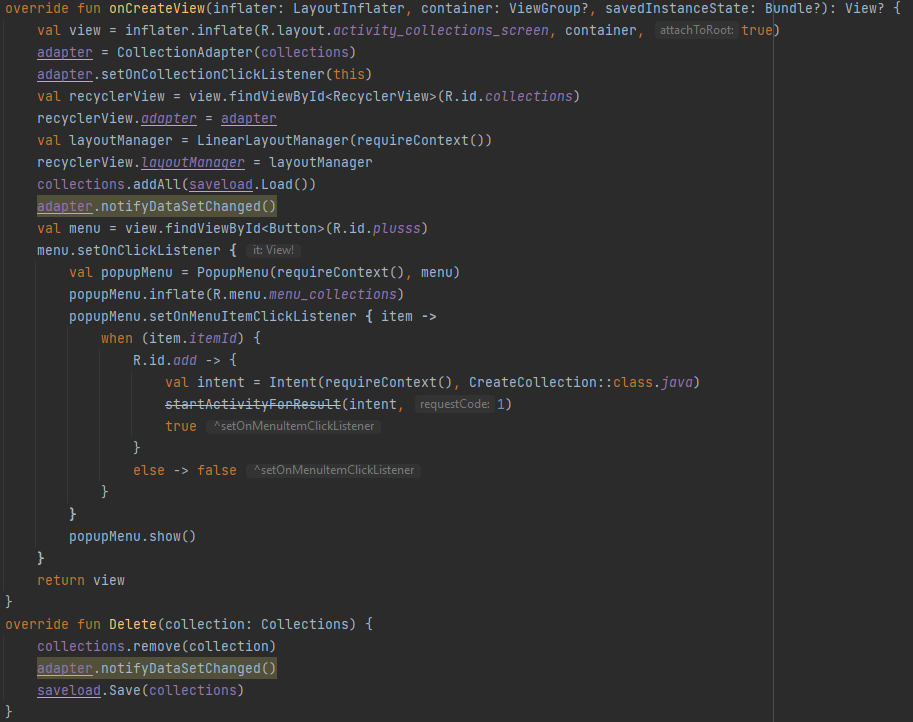 override fun onCreateView(inflater: LayoutInflater, container: ViewGroup?, savedInstanceState: Bundle?): View? {
val view = inflater.inflate(R.layout.activity_collections_screen, container, attachToRoot: true)
adapter = CollectionAdapter(collections)
adapter.setOnCollectionClickListener(this)
val recyclerView = view.findViewById<RecyclerView>(R.id.collections)
recyclerView.adapter = adapter
val layoutManager = LinearLayoutManager(requireContext())
recyclerView.layoutManager = layoutManager
collections.addAll(saveload.Load())
adapter.notifyDataSetChanged()
val menu = view.findViewById<Button>(R.id.plusss)
menu.setOnClickListener { it: View!
val popupMenu = PopupMenu(requireContext(), menu)
popupMenu.inflate(R.menu.menu_collections)
popupMenu.setOnMenuItemClickListener { item ->
when (item.itemId) {
R.id.add -> {
val intent = Intent(requireContext(), CreateCollection::class.java)
startActivityForResult(intent, requestCode: 1)
true ^setOnMenuItemClickListener
}
else -> false ^setOnMenuItemClickListener
}
}
popupMenu.show()
}
return view
}
override fun Delete(collection: Collections) {
collections.remove(collection)
adapter.notifyDataSetChanged()
saveload.Save(collections)
}